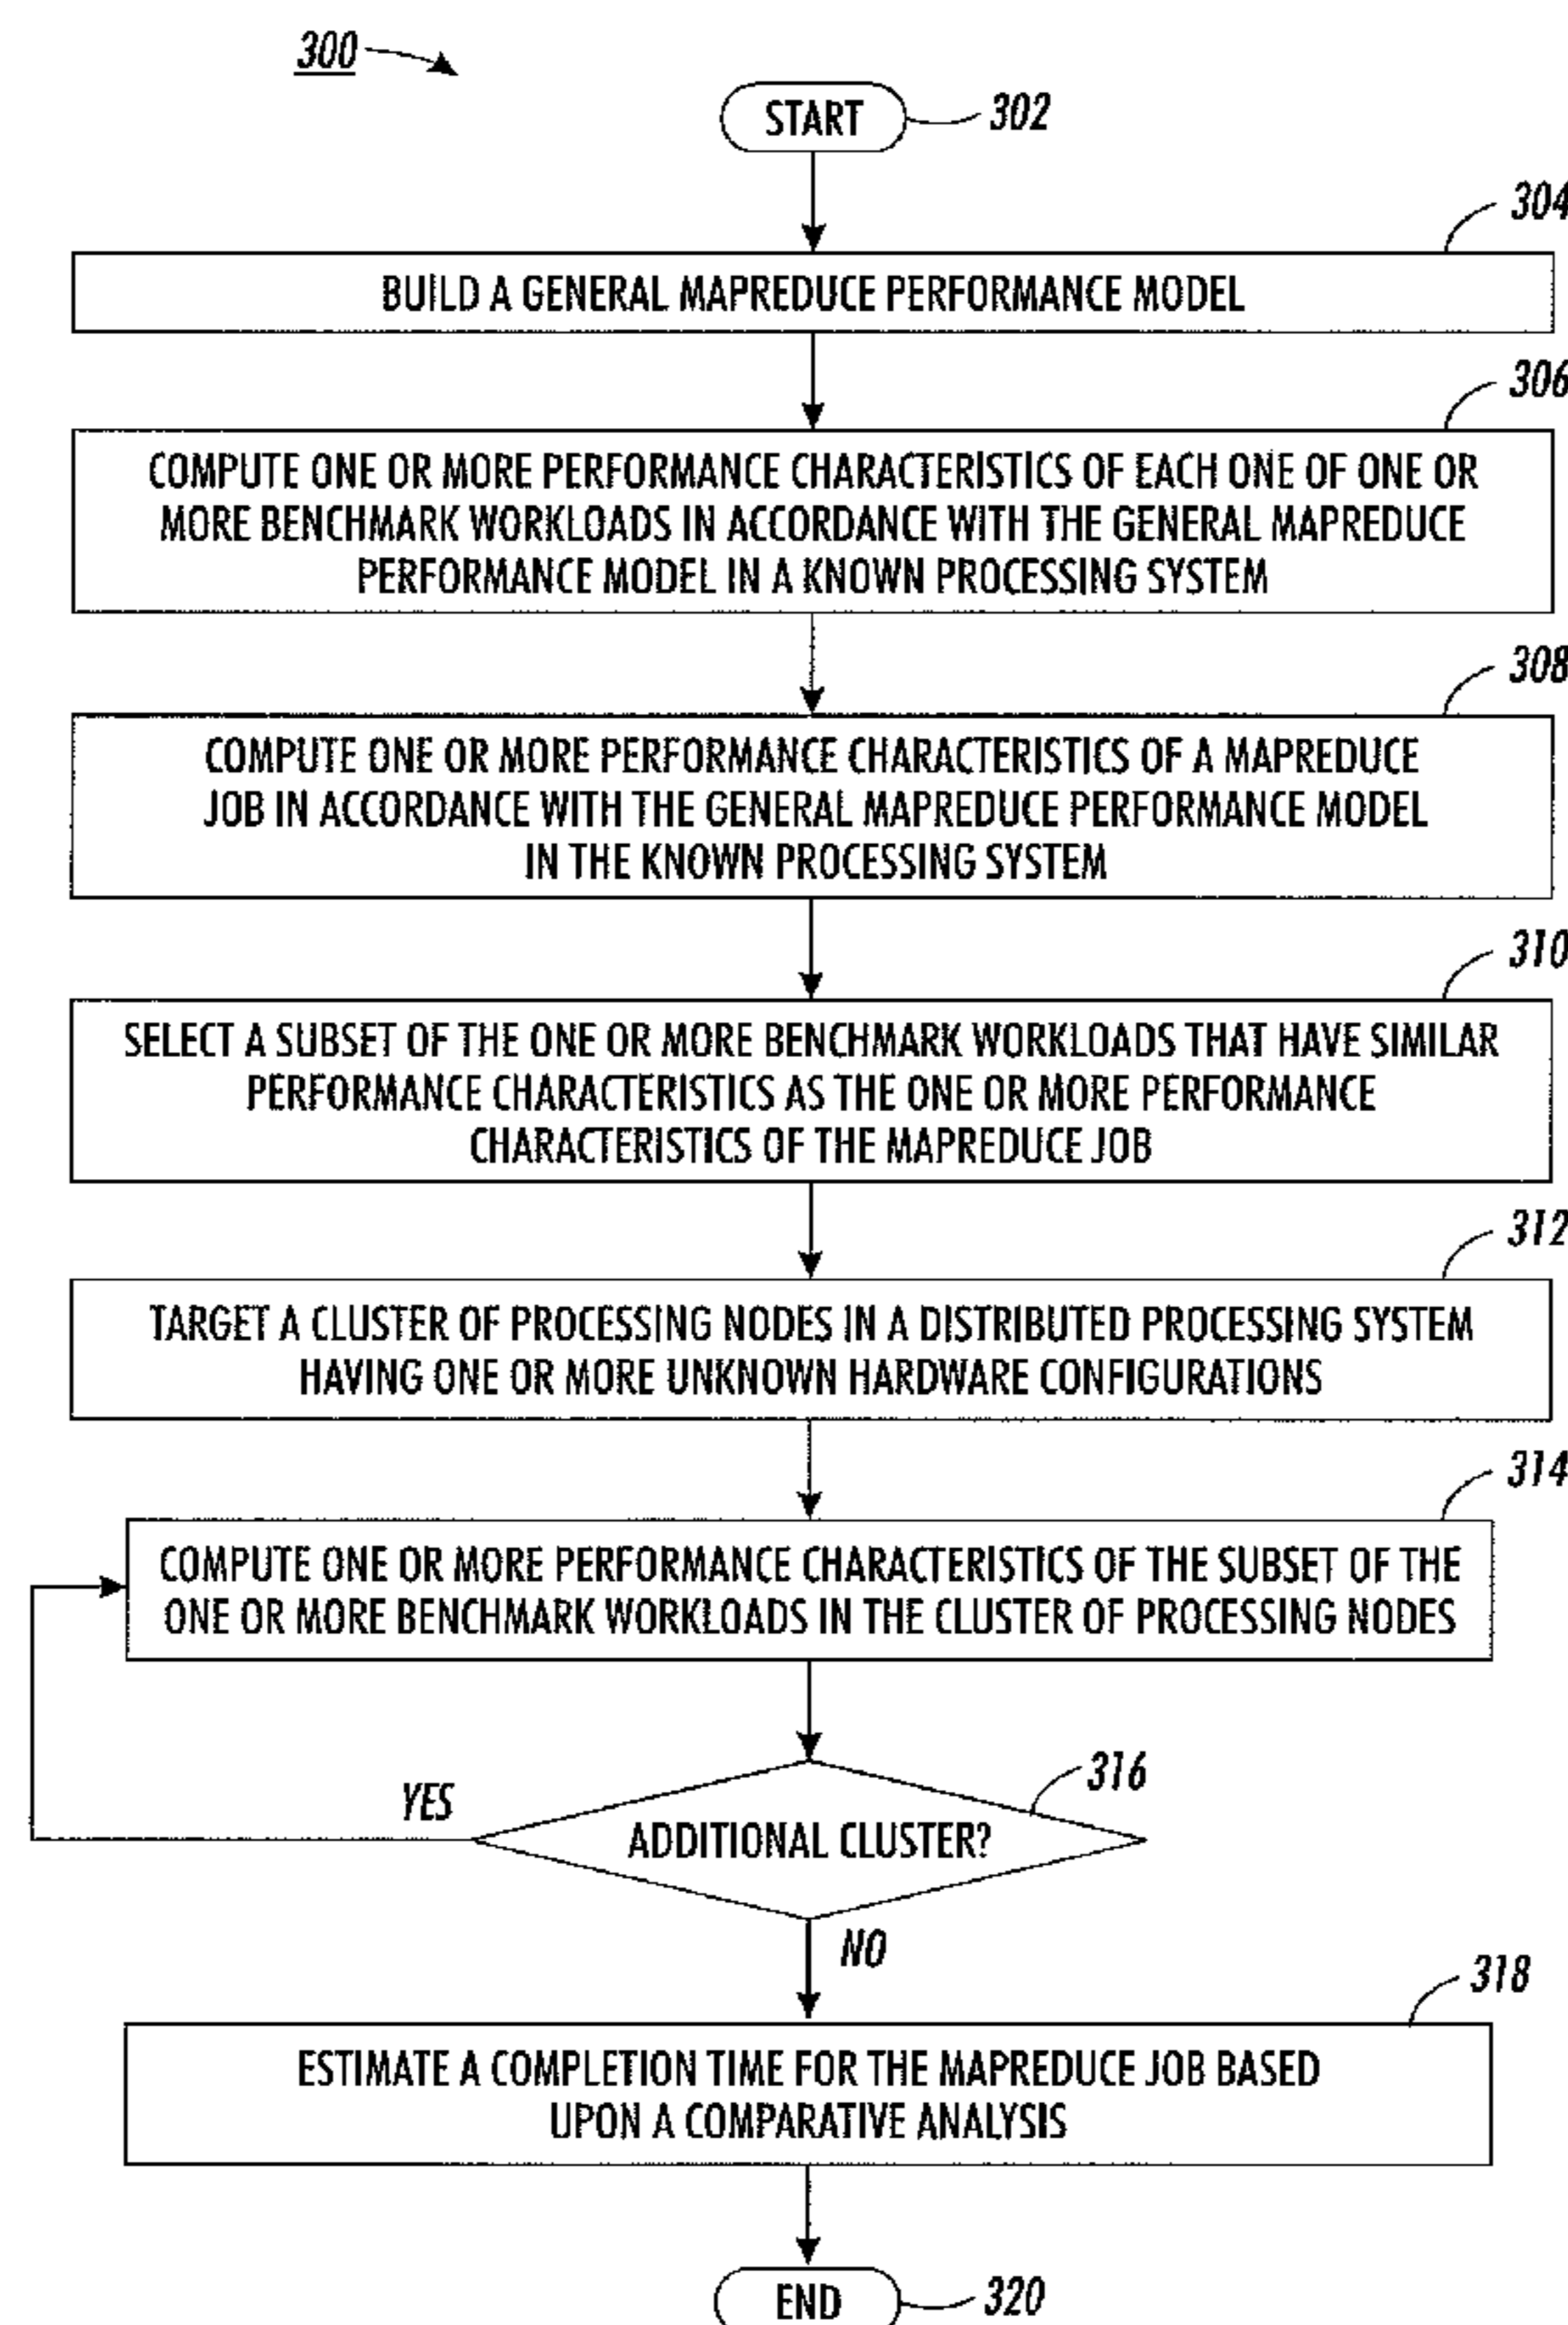 300
START
302
304
BUILD A GENERAL MAPREDUCE PERFORMANCE MODEL
306
COMPUTE ONE OR MORE PERFORMANCE CHARACTERISTICS OF EACH ONE OF ONE OR
MORE BENCHMARK WORKLOADS IN ACCORDANCE WITH THE GENERAL MAPREDUCE
PERFORMANCE MODEL IN A KNOWN PROCESSING SYSTEM
308
COMPUTE ONE OR MORE PERFORMANCE CHARACTERISTICS OF A MAPREDUCE
JOB IN ACCORDANCE WITH THE GENERAL MAPREDUCE PERFORMANCE MODEL
IN THE KNOWN PROCESSING SYSTEM
310
SELECT A SUBSET OF THE ONE OR MORE BENCHMARK WORKLOADS THAT HAVE SIMILAR
PERFORMANCE CHARACTERISTICS AS THE ONE OR MORE PERFORMANCE
CHARACTERISTICS OF THE MAPREDUCE JOB
312
TARGET A CLUSTER OF PROCESSING NODES IN A DISTRIBUTED PROCESSING SYSTEM
HAVING ONE OR MORE UNKNOWN HARDWARE CONFIGURATIONS
314
COMPUTE ONE OR MORE PERFORMANCE CHARACTERISTICS OF THE SUBSET OF THE
ONE OR MORE BENCHMARK WORKLOADS IN THE CLUSTER OF PROCESSING NODES
316
YES
ADDITIONAL CLUSTER?
NO
318
ESTIMATE A COMPLETION TIME FOR THE MAPREDUCE JOB BASED
UPON A COMPARATIVE ANALYSIS
END
320